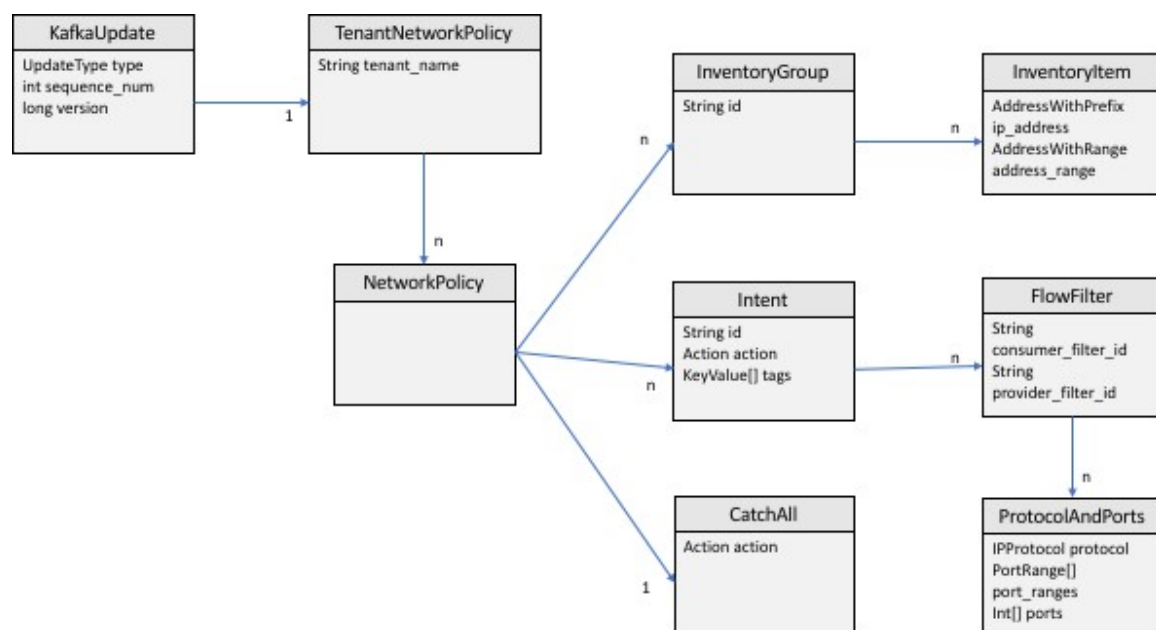 KafkaUpdate
UpdateType type
int sequence_num
long version
1
TenantNetworkPolicy
String tenant_name
n
NetworkPolicy
n
InventoryGroup
String id
n
InventoryItem
AddressWithPrefix
ip_address
AddressWithRange
address_range
n
Intent
String id
Action action
KeyValue[] tags
n
FlowFilter
String
consumer_filter_id
String
provider_filter_id
n
ProtocolAndPorts
IPProtocol protocol
PortRange[]
port_ranges
Int[] ports
1
CatchAll
Action action